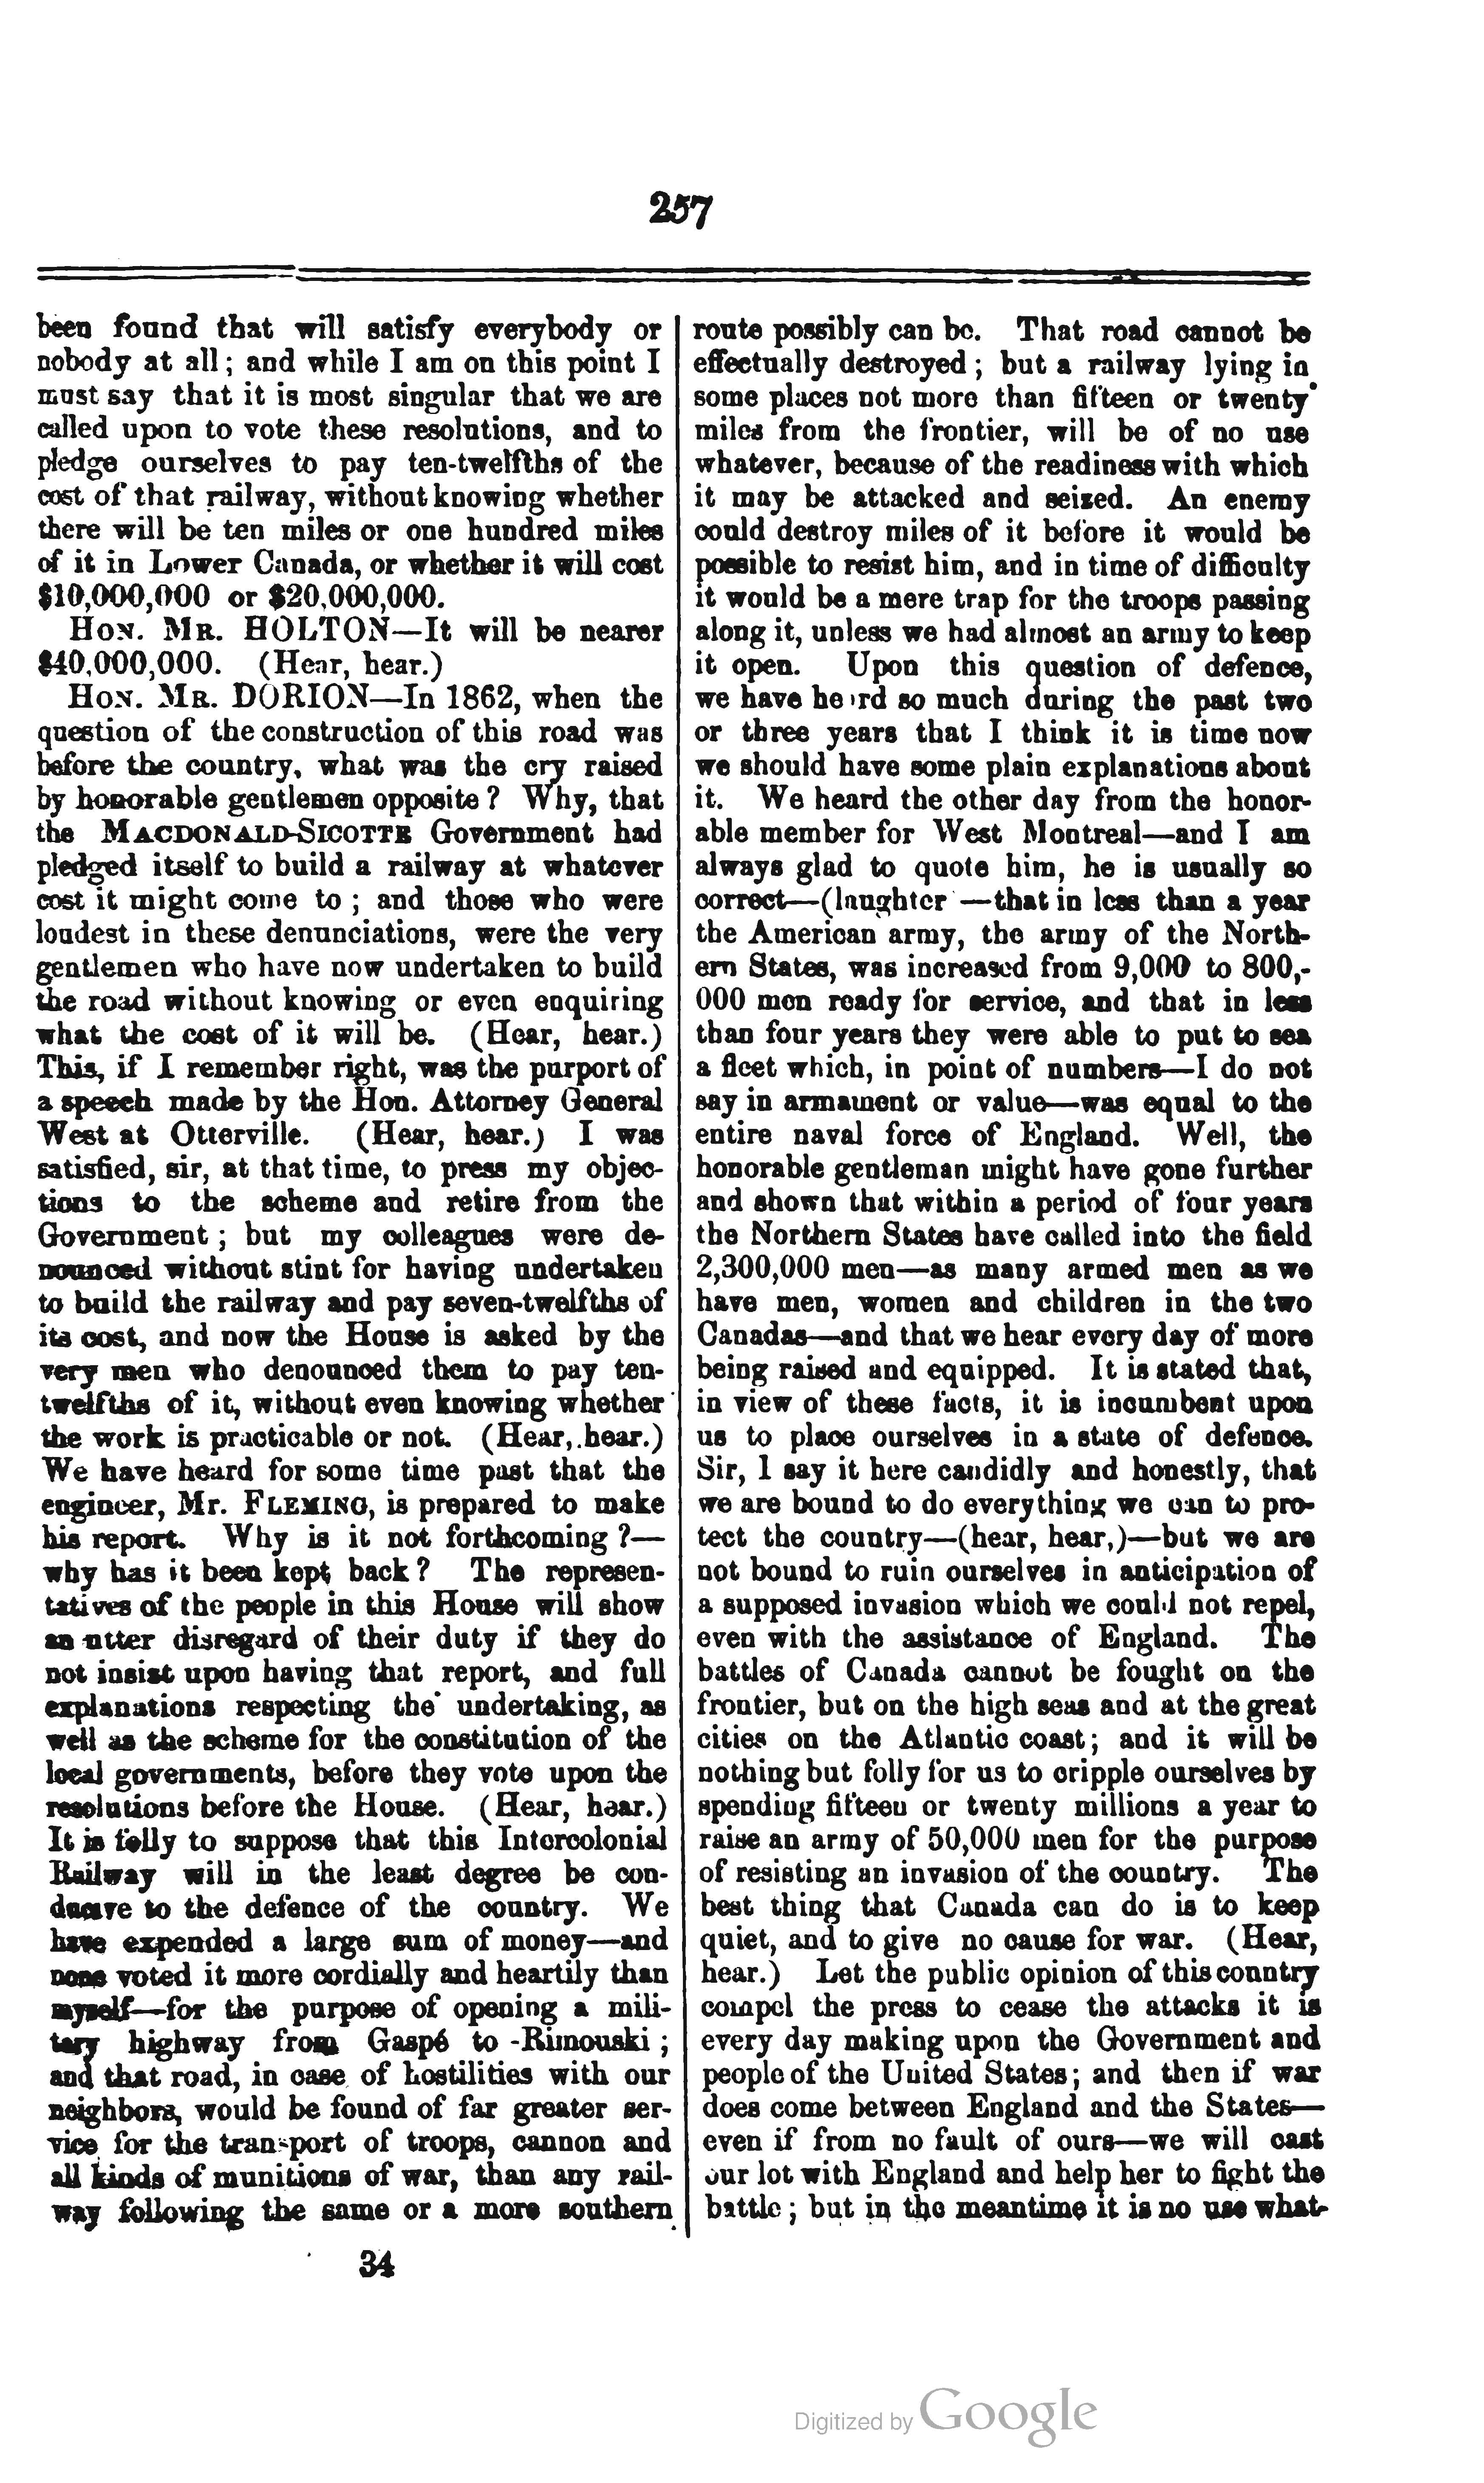 257
been found that will satisfy everybody or
nobody at all; and while I am on this point I
must say that it is most singular that we are
called upon to vote these resolutions, and to
pledge ourselves to pay ten-twelfths of the
cost of that railway, without knowing whether
there will be ten miles or one hundred miles
of it in Lower Canada, or whether it will cost
$10,000,000 or $20,000,000.
HON. MR. HOLTON—It will be nearer
$40,000,000. (Hear, hear.)
HON. MR. DORION—In 1862, when the
question of the construction of this road was
before the country, what was the cry raised
by honorable gentlemen opposite? Why, that
the MACDONALD-SICOTTE Government had
pledged itself to build a railway at whatever
cost it might come to; and those who were
loudest in these denunciations, were the very
gentlemen who have now undertaken to build
the road without knowing or even enquiring
what the cost of it will be. (Hear, hear.)
This, if I remember right, was the purport of
a speech made by the Hon. Attorney General
West at Otterville. (Hear, hear.) I was
satisfied, sir, at that time, to press my objec-
tions to the scheme and retire from the
Government; but my colleagues were de-
nounced without stint for having undertaken
to build the railway and pay seven-twelfths of
its cost, and now the House is asked by the
very men who denounced them to pay ten-
twelfths of it, without even knowing whether
the work is practicable or not. (Hear, hear.)
We have heard for some time past that the
engineer, Mr. FLEMING, is prepared to make
his report. Why is it not forthcoming?—
why has it been kept back? The represen-
tatives of the people in this House will show
an utter disregard of their duty if they do
not insist upon having that report, and full
explanations respecting the undertaking, as
well as the scheme for the constitution of the
local governments, before they vote upon the
resolutions before the House. (Hear, hear.)
It is folly to suppose that this Intercolonial
Railway will in the least degree be con-
ducive to the defence of the country. We
have expended a large sum of money—and
none voted it more cordially and heartily than
myself—for the purpose of opening a mili-
tary highway from Gaspé to Rimouski;
and that road, in case of hostilities with our
neighbors, would be found of far greater ser-
vice for the transport of troops, cannon and
all kinds of munitions of war, than any rail-
way following the same or a more southern
34
route possibly can be. That road cannot be
effectually destroyed; but a railway lying in
some places not more than fifteen or twenty
miles from the frontier, will be of no use
whatever, because of the readiness with which
it may be attacked and seized. An enemy
could destroy miles of it before it would be
possible to resist him, and in time of difficulty
it would be a mere trap for the troops passing
along it, unless we had almost an army to keep
it open. Upon this question of defence,
we have heard so much during the past two
or three years that I think it is time now
we should have some plain explanations about
it. We heard the other day from the honor-
able member for West Montreal—and I am
always glad to quote him, he is usually so
correct—(laughter —that in less than a year
the American army, the army of the North-
ern States, was increased from 9,000 to 800,-
000 men ready for service, and that in less
than four years they were able to put to sea
a fleet which, in point of numbers—I do not
say in armament or value—was equal to the
entire naval force of England. Well, the
honorable gentleman might have gone further
and shown that within a period of four years
the Northern States have called into the field
2,300,000 men—as many armed men as we
have men, women and children in the two
Canadas—and that we hear every day of more
being raised and equipped. It is stated that,
in view of these facts, it is incumbent upon
us to place ourselves in a state of defence.
Sir, I say it here candidly and honestly, that
we are bound to do everything we can to pro-
tect the country—(hear, hear,)—but we are
not bound to ruin ourselves in anticipation of
a supposed invasion which we could not repel,
even with the assistance of England. The
battles of Canada cannot be fought on the
frontier, but on the high seas and at the great
cities on the Atlantic coast; and it will be
nothing but folly for us to cripple ourselves by
spending fifteen or twenty millions a year to
raise an army of 50,000 men for the purpose
of resisting an invasion of the country. The
best thing that Canada can do is to keep
quiet, and to give no cause for war. (Hear,
hear.) Let the public opinion of this country
compel the press to cease the attacks it is
every day making upon the Government and
people of the United States; and then if war
does come between England and the States—
even if from no fault of ours—we will cast
our lot with England and help her to fight the
battle; but in the meantime it is no use what-
Digitized by Google